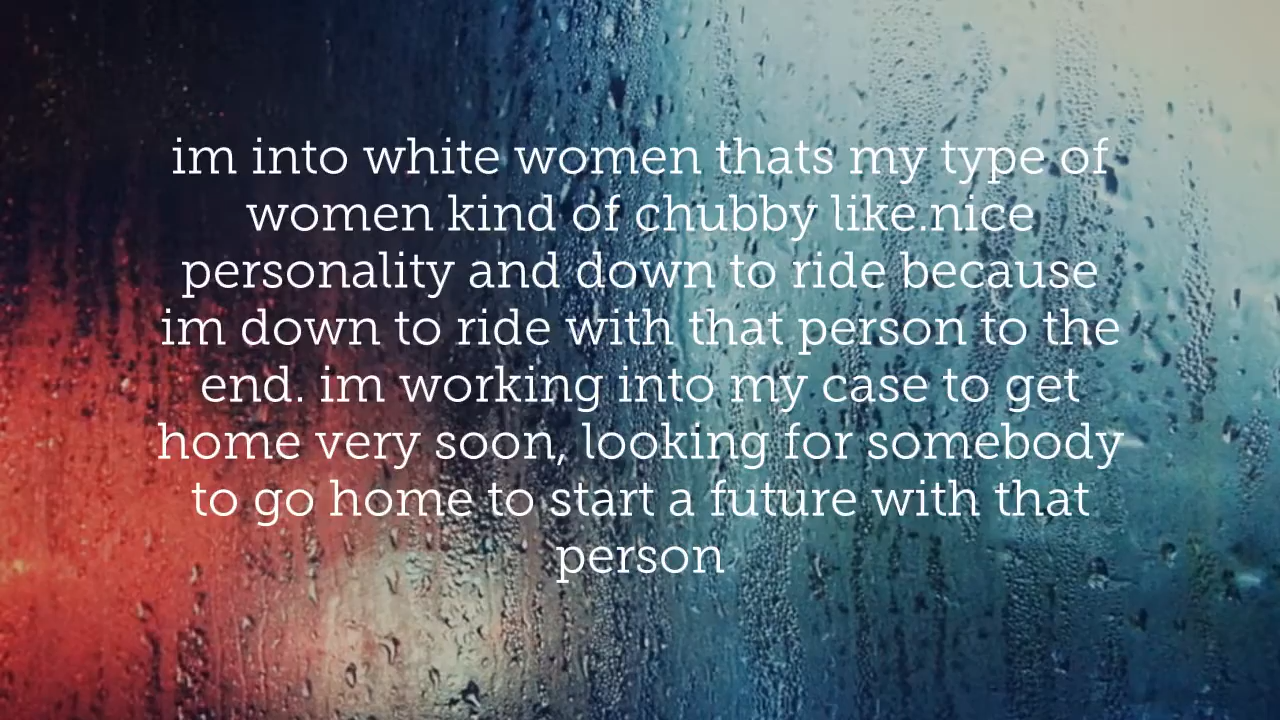 im into white women thats my type of
women kind of chubby like.nice
personality and down to ride because
im down to ride with that person to the
end. im working into my case to get
home very soon, looking for somebody
to go home to start a future with that
person